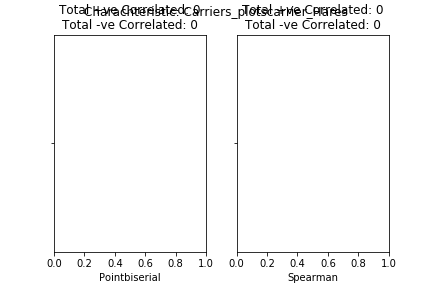 Charachteristic: Carriers_plotscarrier_Hares
Total +ve Correlated: 0
Total -ve Correlated: 0
Total +ve Correlated: 0
Total -ve Correlated: 0
0.0 0.2 0.4 0.6 0.8 1.0
Pointbiserial
0.0 0.2 0.4 0.6 0.8 1.0
Spearman